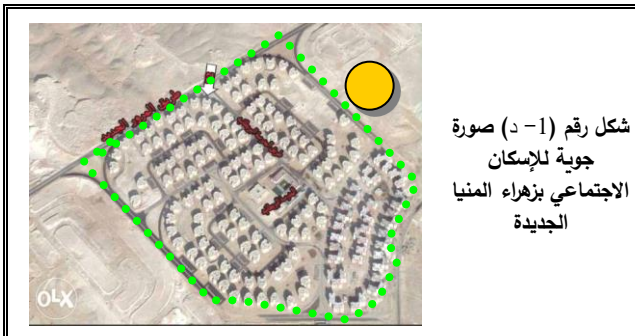 شكل رقم (1- د) صورة
جوية للإسكان
الاجتماعي بزهراء المنيا
الجديدة
OLX